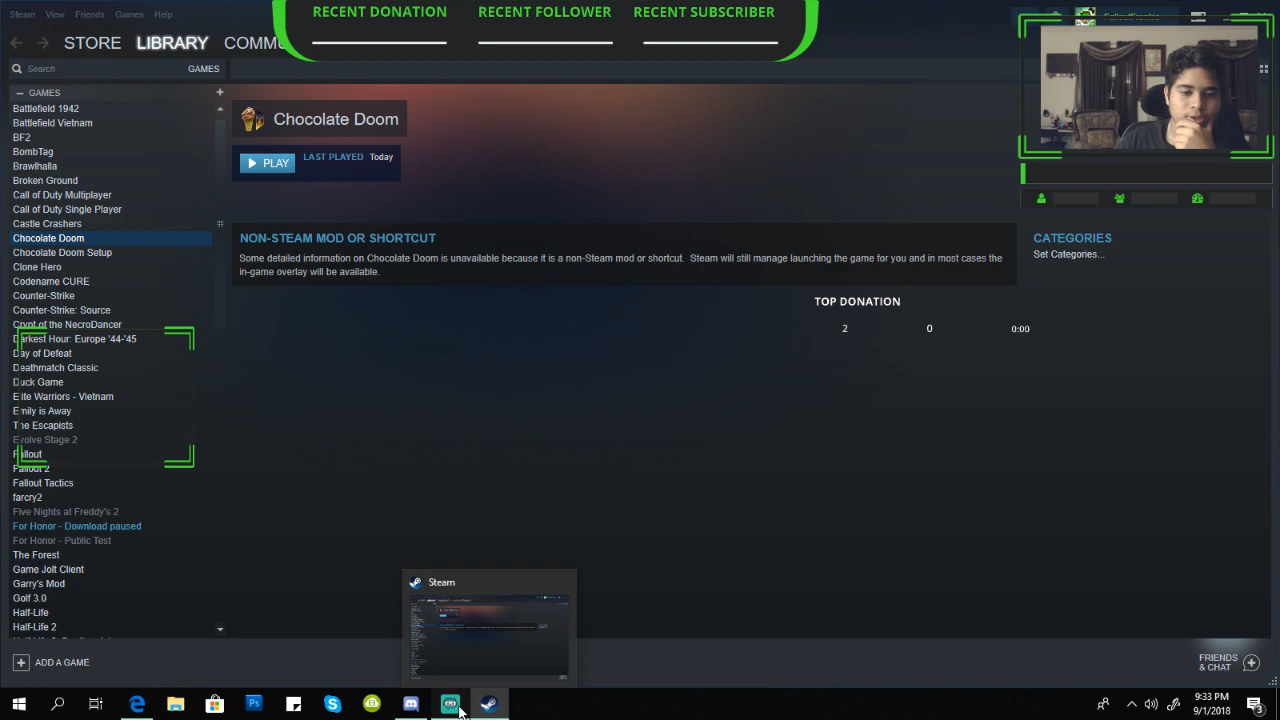 Steam View Friends Games Help
RECENT DONATION RECENT FOLLOWER RECENT SUBSCRIBER
STORE LIBRARY COMMU
Search GAMES
GAMES
Battlefield 1942
Battlefield Vietnam
BF2
BombTag
Brawlhalla
Broken Ground
Call of Duty Multiplayer
Call of Duty Single Player
Castle Crashers
Chocolate Doom
Chocolate Doom Setup
Clone Hero
Codename CURE
Counter-Strike
Counter-Strike: Source
Crypt of the NecroDancer
Darkest Hour: Europe '44-'45
Day of Defeat
Deathmatch Classic
Duck Game
Elite Warriors - Vietnam
Emily is Away
The Escapists
Evolve Stage 2
Fallout
Fallout 2
Fallout Tactics
farcry2
Five Nights at Freddy's 2
For Honor - Download paused
For Honor - Public Test
The Forest
Game Jolt Client
Garry's Mod
Golf 3.0
Half-Life
Half-Life 2
Chocolate Doom
PLAY LAST PLAYED Today
NON-STEAM MOD OR SHORTCUT
Some detailed information on Chocolate Doom is unavailable because it is a non-Steam mod or shortcut. Steam will still manage launching the game for you and in most cases the
in-game overlay will be available.
CATEGORIES
Set Categories...
TOP DONATION
2 0 0:00
Steam
ADD A GAME
FRIENDS
& CHAT
Ps
9:33 PM
9/1/2018
3